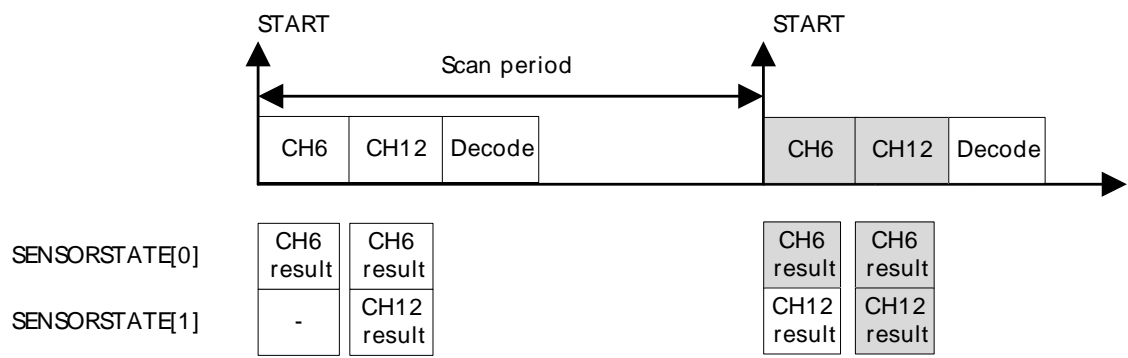 START START
Scan period
CH6 CH12 Decode CH6 CH12 Decode
SENSORSTATE[0] CH6 result CH6 result CH6 result CH6 result
SENSORSTATE[1] - CH12 result CH12 result CH12 result